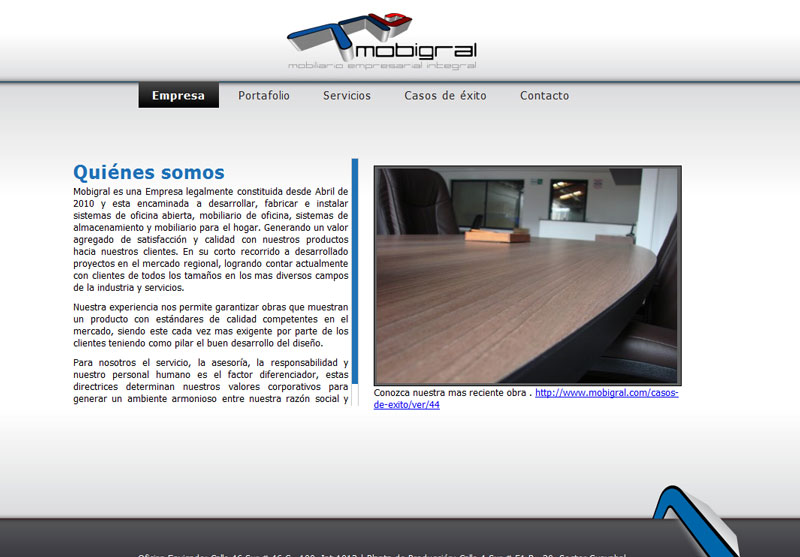 mobigral
mobiliario empresarial integral
Empresa Portafolio Servicios Casos de éxito Contacto
Quiénes somos
Mobigral es una Empresa legalmente constituida desde Abril de
2010 y esta encaminada a desarrollar, fabricar e instalar
sistemas de oficina abierta, mobiliario de oficina, sistemas de
almacenamiento y mobiliario para el hogar. Generando un valor
agregado de satisfacción y calidad con nuestros productos
hacia nuestros clientes. En su corto recorrido a desarrollado
proyectos en el mercado regional, logrando contar actualmente
con clientes de todos los tamaños en los mas diversos campos
de la industria y servicios.
Nuestra experiencia nos permite garantizar obras que muestran
un producto con estándares de calidad competentes en el
mercado, siendo este cada vez mas exigente por parte de los
clientes teniendo como pilar el buen desarrollo del diseño.
Para nosotros el servicio, la asesoría, la responsabilidad y
nuestro personal humano es el factor diferenciador, estas
directrices determinan nuestros valores corporativos para
generar un ambiente armonioso entre nuestra razón social y
Conozca nuestra mas reciente obra . http://www.mobigral.com/casos-
de-exito/ver/44